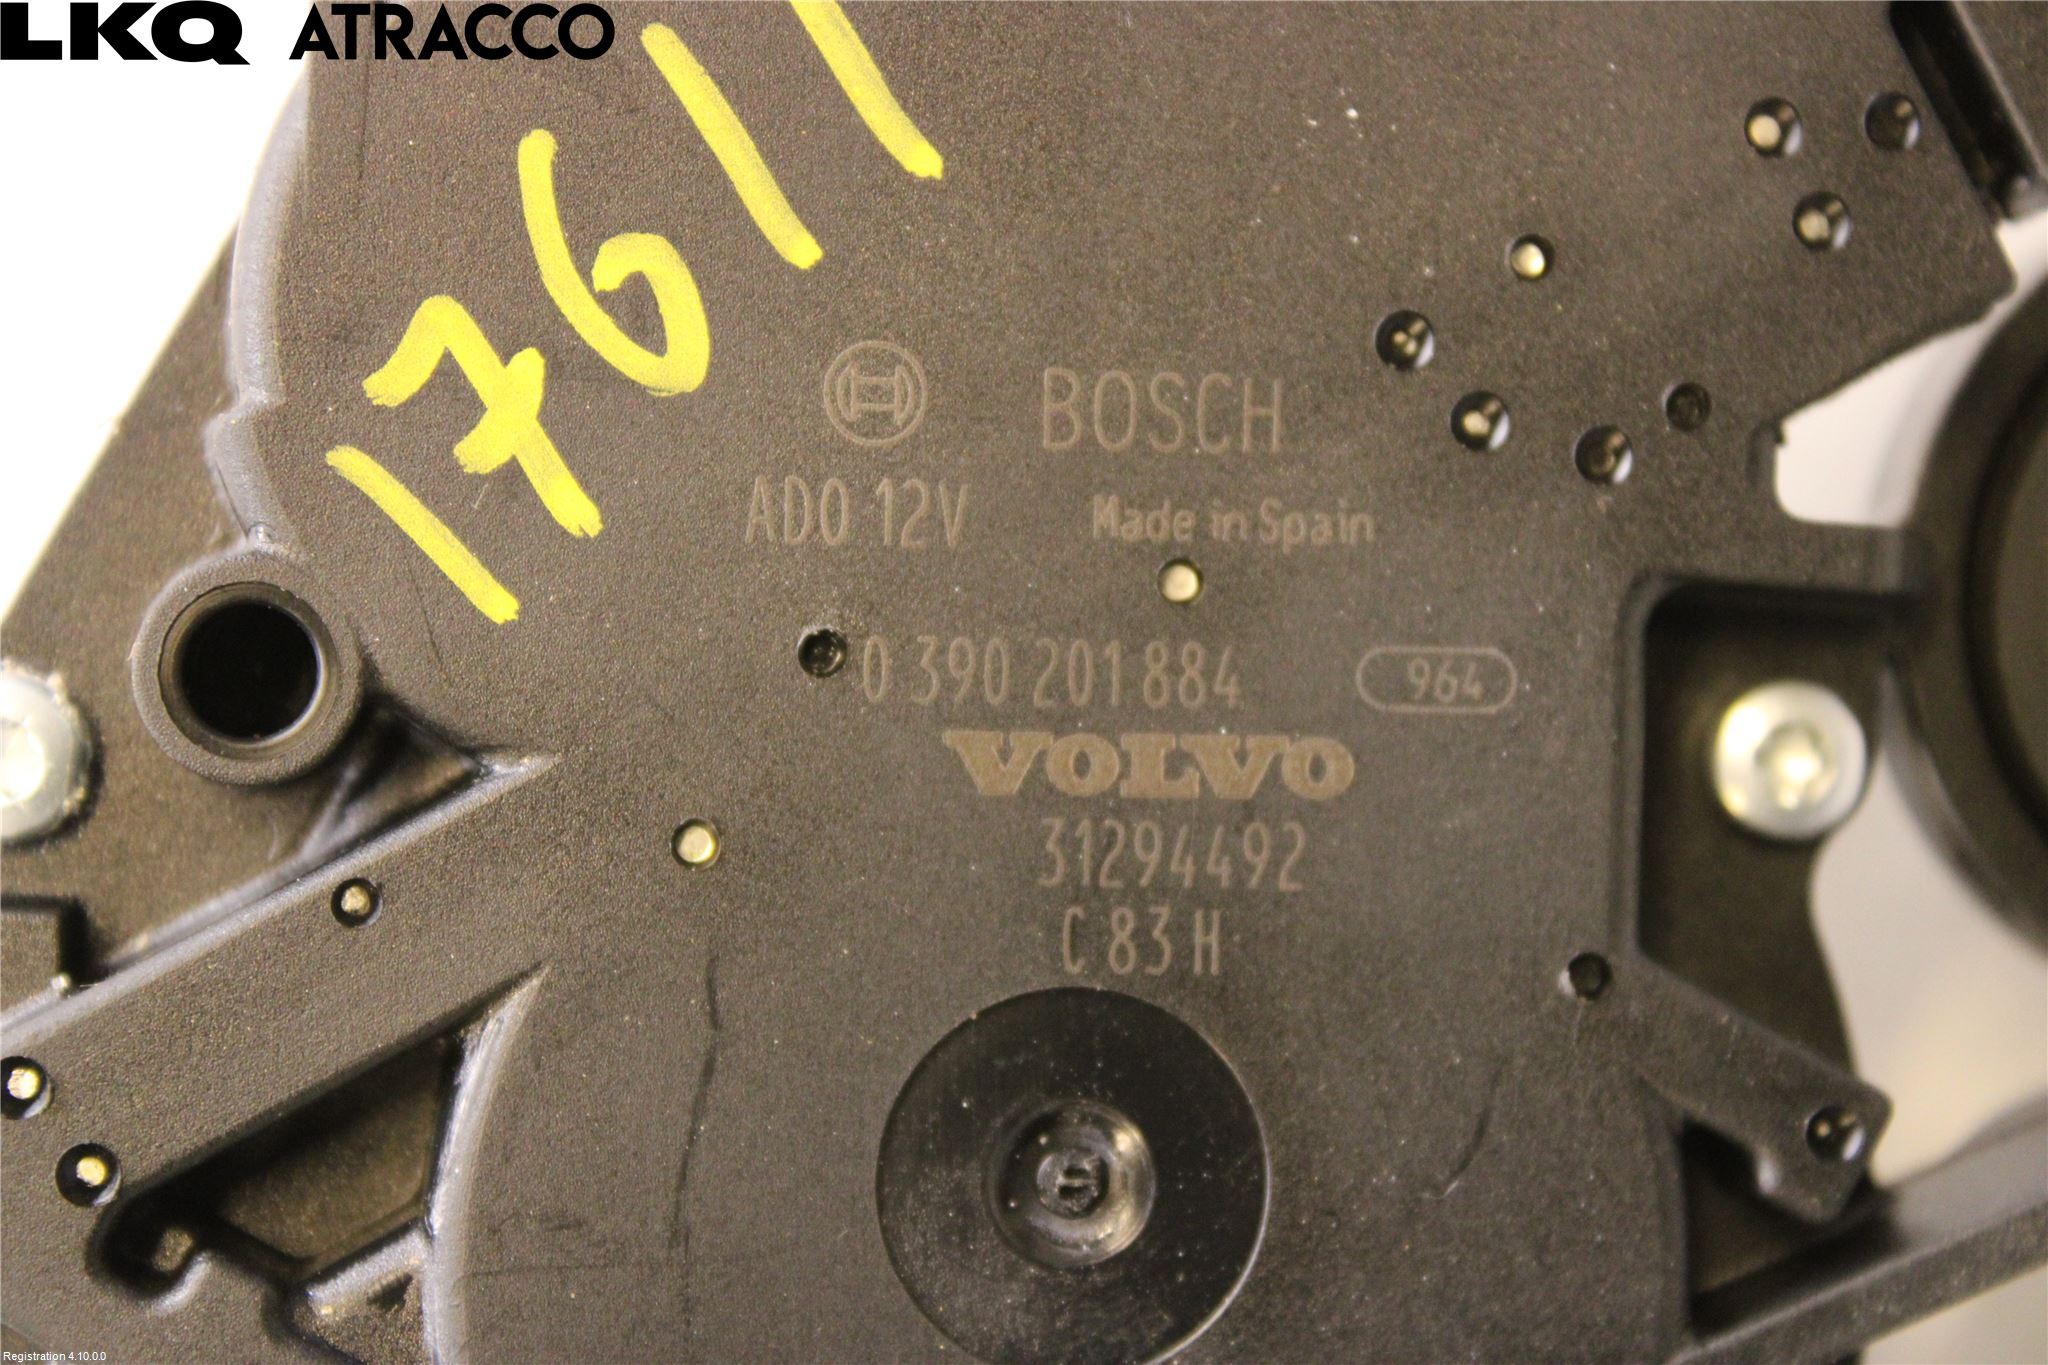 LKQ ATRACCO
17611
BOSCH
ADO 12V Made in Spain
0 390 201 884 964
VOLVO
31294492
C 83 H
Registration 4.10.0.0